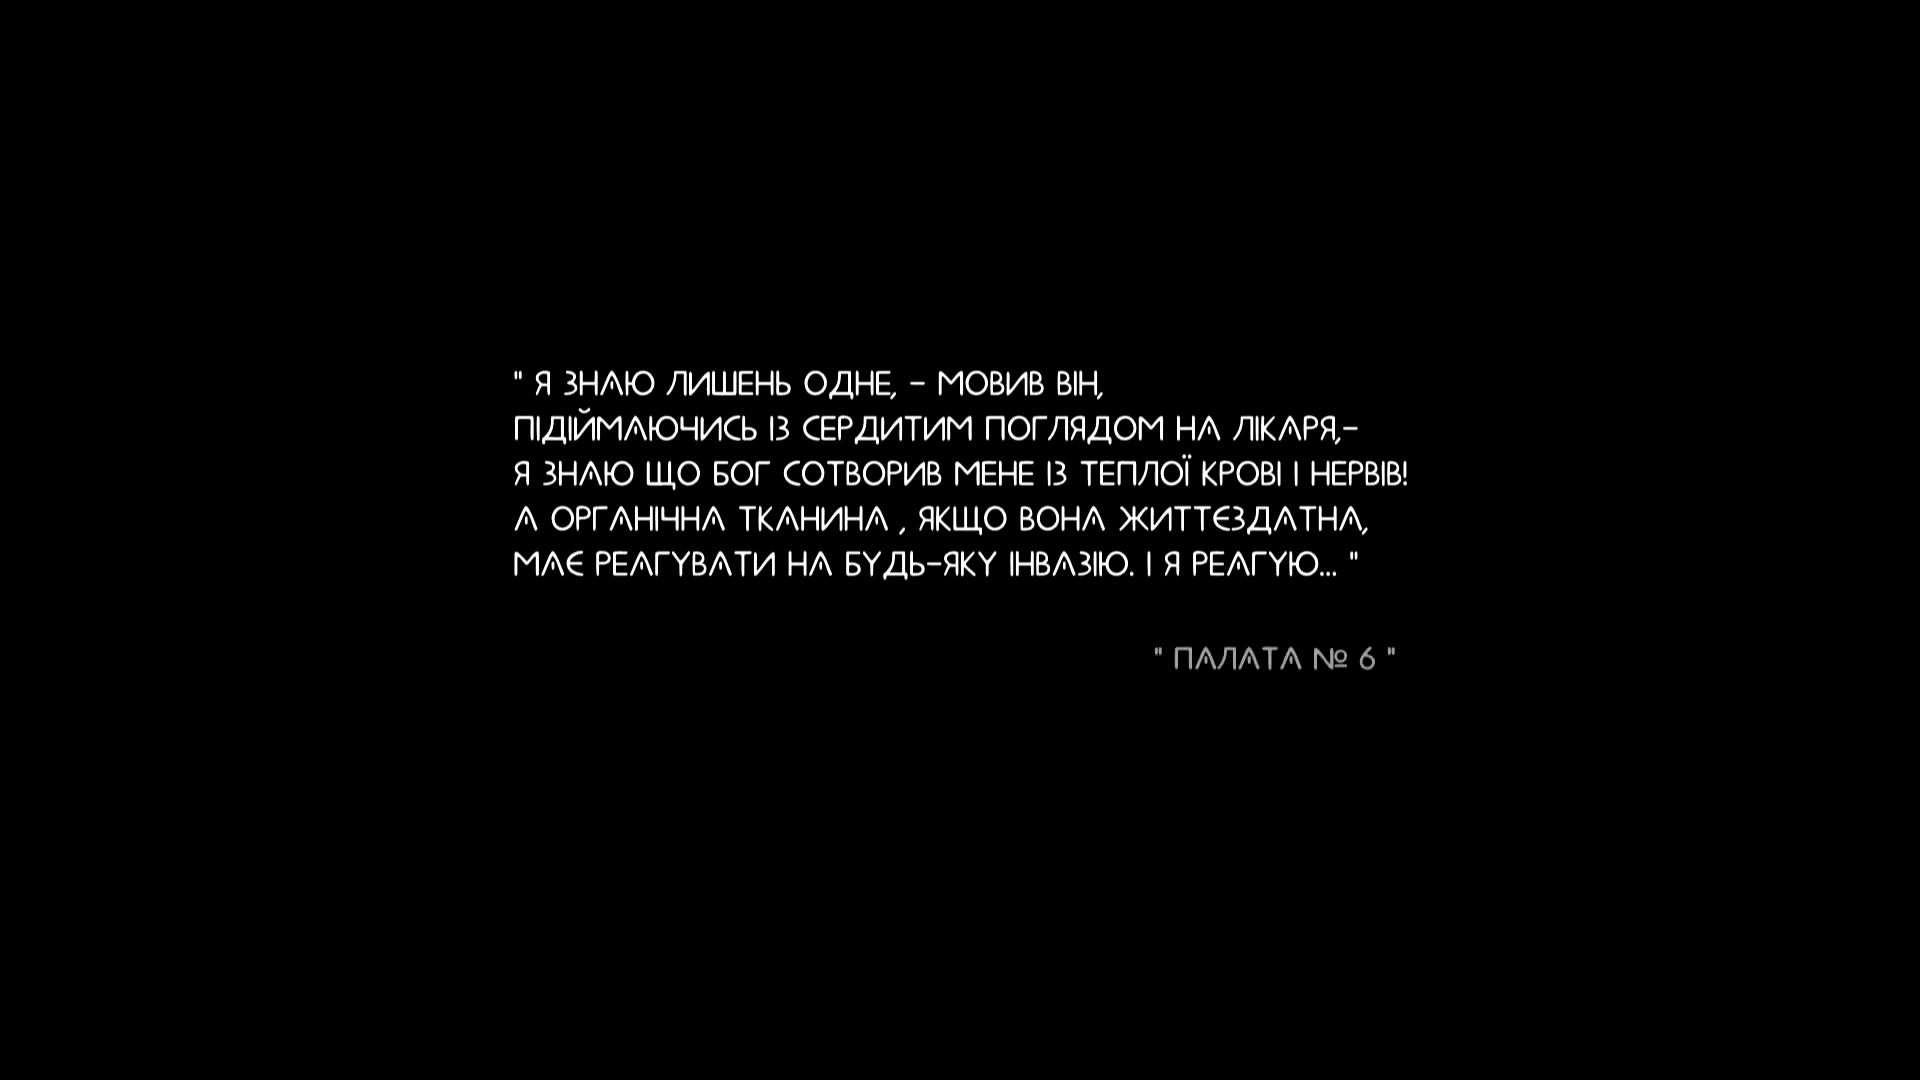 " Я ЗНАЮ ЛИШЕНЬ ОДНЕ, - МОВИВ ВІН,
ПІДІЙМАЮЧИСЬ ІЗ СЕРДИТИМ ПОГЛЯДОМ НА ЛІКАРЯ,-
Я ЗНАЮ ЩО БОГ СОТВОРИВ МЕНЕ ІЗ ТЕПЛОЇ КРОВІ І НЕРВІВ!
А ОРГАНІЧНА ТКАНИНА , ЯКЩО ВОНА ЖИТТЄЗДАТНА,
МАЄ РЕАГУВАТИ НА БУДЬ-ЯКУ ІНВАЗІЮ. І Я РЕАГУЮ... "
" ПАЛАТА № 6 "